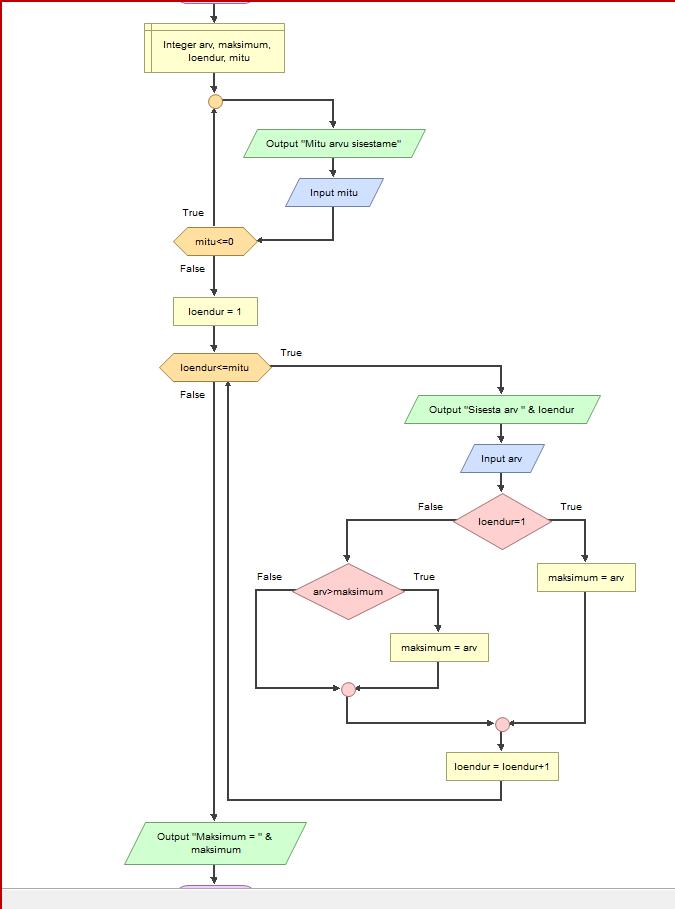 Integer arv, maksimum,
loendur, mitu
Output "Mitu arvu sisestame"
Input mitu
True
mitu<=0
False
loendur = 1
True
loendur<=mitu
False
Output "Sisesta arv " & loendur
Input arv
False
True
loendur=1
False
True
maksimum = arv
arv>maksimum
maksimum = arv
loendur = loendur+1
Output "Maksimum = " &
maksimum